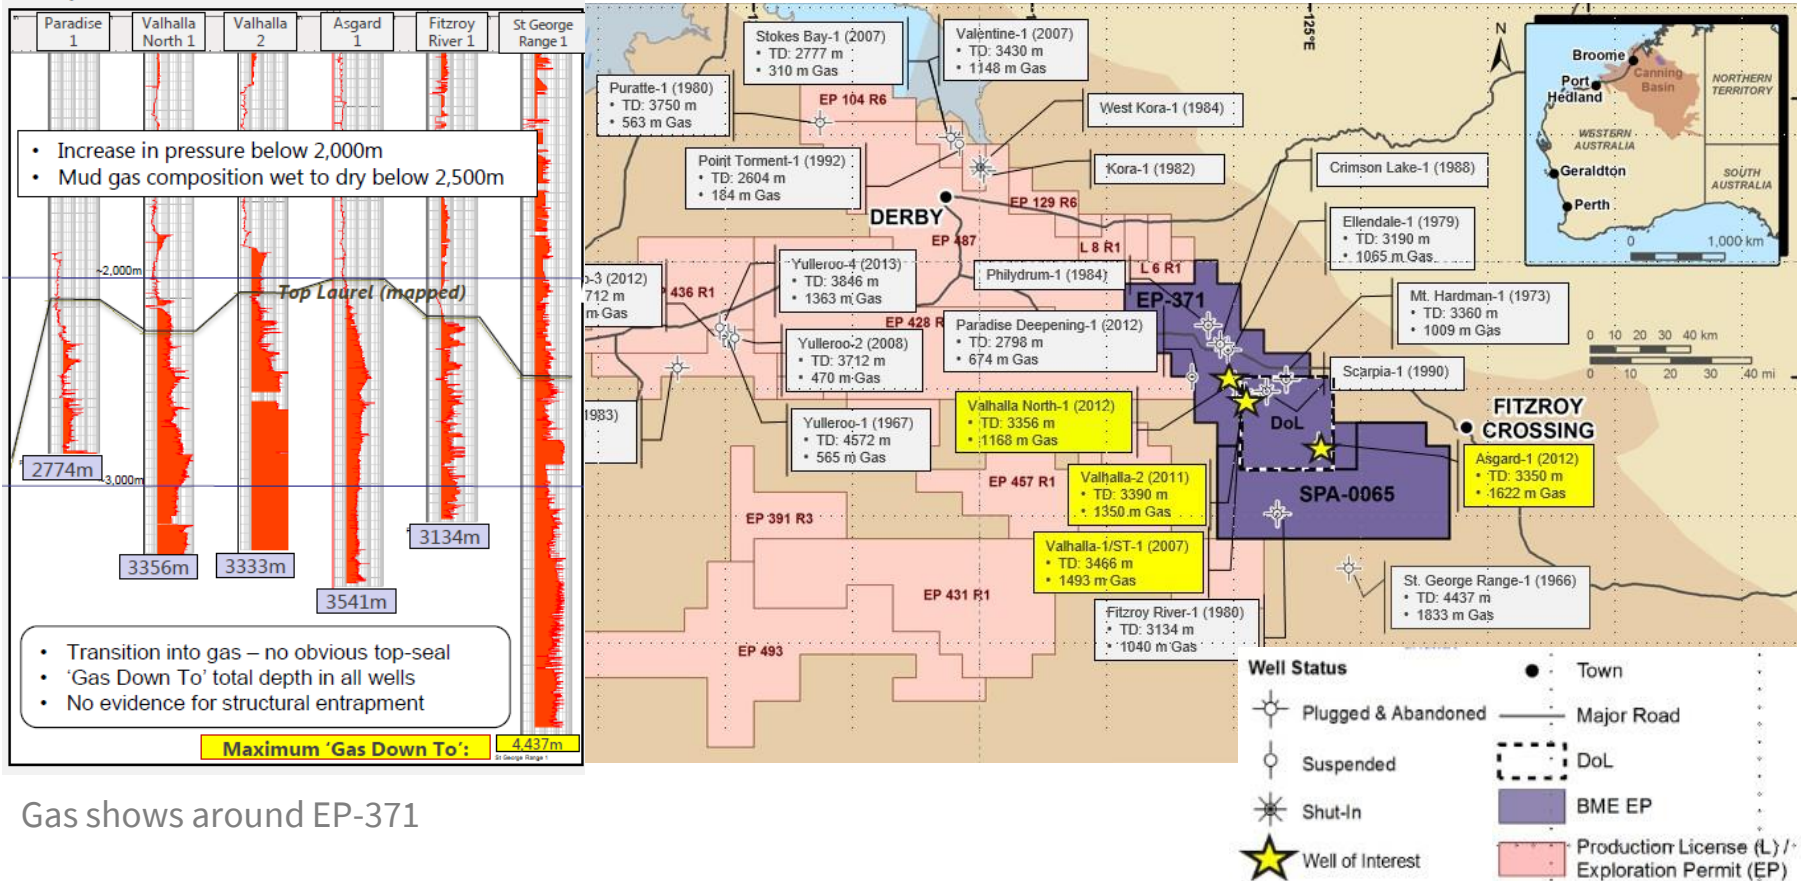 Paradise
1
Valhalla
North 1
Valhalla
2
Asgard
1
Fitzroy
River 1
St George
Range 1
• Increase in pressure below 2,000m
• Mud gas composition wet to dry below 2,500m
~2,000m
Top Laurel (mapped)
~3,000m
2774m
3356m
3333m
3541m
3134m
• Transition into gas – no obvious top-seal
• 'Gas Down To' total depth in all wells
• No evidence for structural entrapment
Maximum 'Gas Down To':
4,437m
St George Range 1
Gas shows around EP-371
Stokes Bay-1 (2007)
• TD: 2777 m
• 310 m Gas
Valentine-1 (2007)
• TD: 3430 m
• 1148 m Gas
125°E
N
Puratte-1 (1980)
• TD: 3750 m
• 563 m Gas
EP 104 R6
West Kora-1 (1984)
Point Torment-1 (1992)
• TD: 2604 m
• 184 m Gas
Kora-1 (1982)
Crimson Lake-1 (1988)
DERBY
EP 129 R6
EP 487
L 8 R1
L 6 R1
Ellendale-1 (1979)
• TD: 3190 m
• 1065 m Gas
-3 (2012)
712 m
m Gas
436 R1
Yulleroo-4 (2013)
• TD: 3846 m
• 1363 m Gas
Philydrum-1 (1984)
EP-371
Mt. Hardman-1 (1973)
• TD: 3360 m
• 1009 m Gas
EP 428 R
Yulleroo-2 (2008)
• TD: 3712 m
• 470 m Gas
Paradise Deepening-1 (2012)
• TD: 2798 m
• 674 m Gas
Scarpia-1 (1990)
0 10 20 30 40 km
0 10 20 30 40 mi
1983)
Yulleroo-1 (1967)
• TD: 4572 m
• 565 m Gas
Valhalla North-1 (2012)
• TD: 3356 m
• 1168 m Gas
DoL
FITZROY
CROSSING
Asgard-1 (2012)
• TD: 3350 m
• 1622 m Gas
EP 457 R1
Valhalla-2 (2011)
• TD: 3390 m
• 1350 m Gas
SPA-0065
EP 391 R3
Valhalla-1/ST-1 (2007)
• TD: 3466 m
• 1493 m Gas
EP 431 R1
Fitzroy River-1 (1980)
• TD: 3134 m
• 1040 m Gas
St. George Range-1 (1966)
• TD: 4437 m
• 1833 m Gas
EP 493
Broome
Port
Hedland
Canning
Basin
NORTHERN
TERRITORY
WESTERN
AUSTRALIA
Geraldton
SOUTH
AUSTRALIA
Perth
0 1,000 km
Well Status
Plugged & Abandoned
Suspended
Shut-In
Well of Interest
Town
Major Road
DoL
BME EP
Production License (L) /
Exploration Permit (EP)